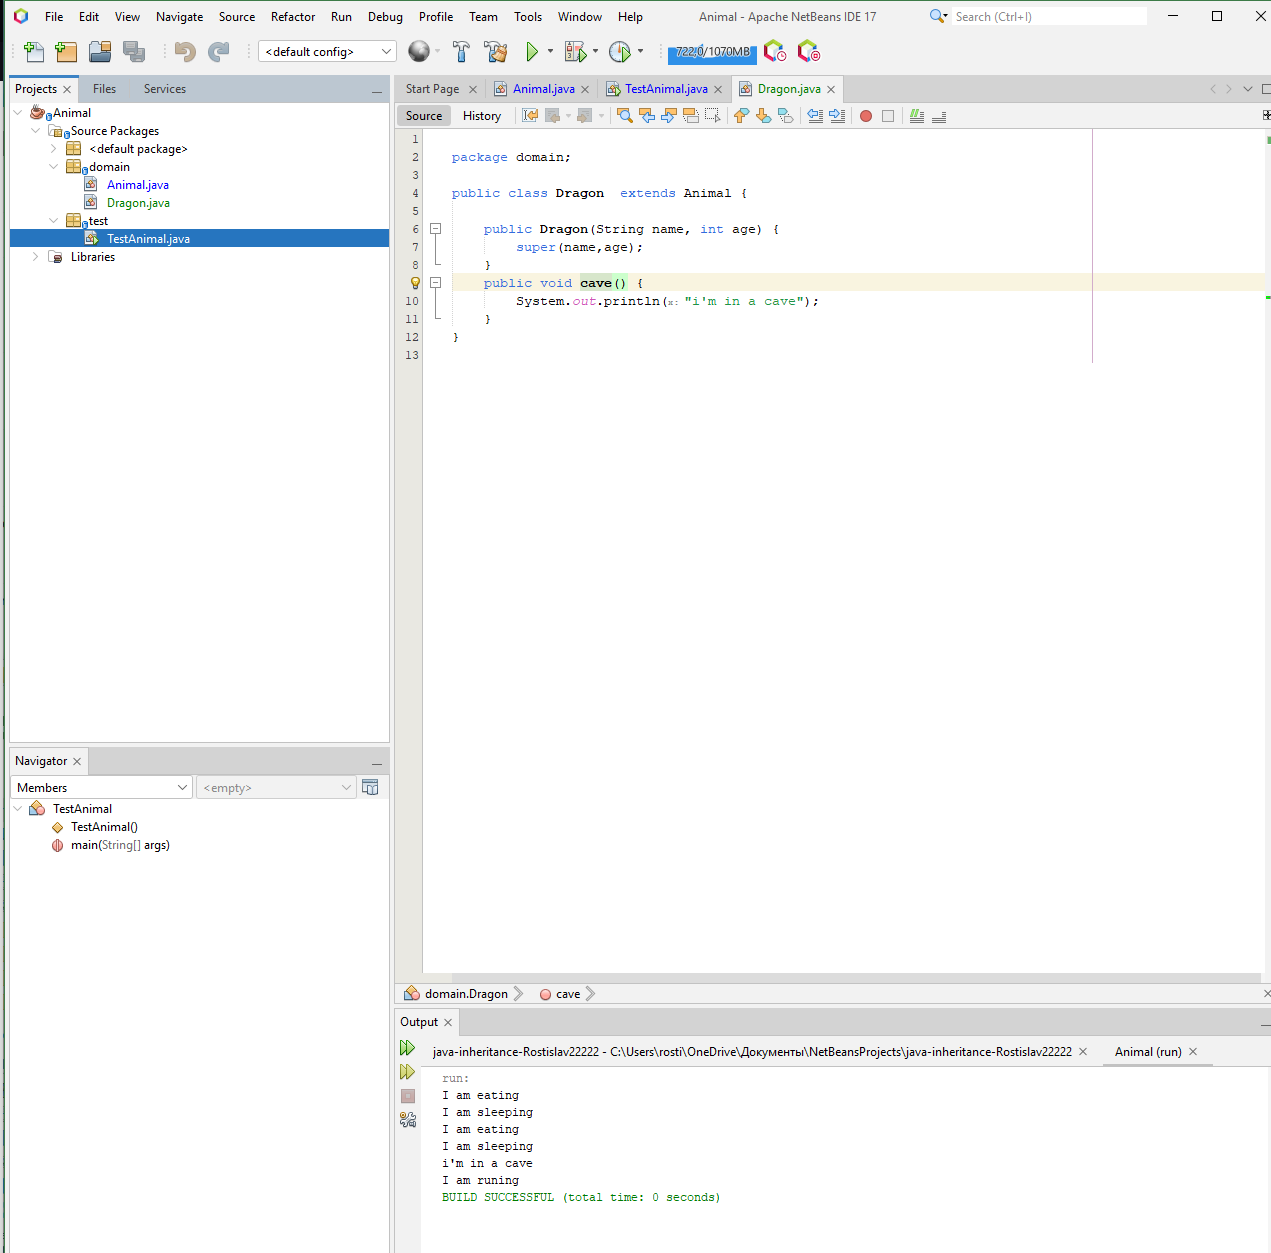 File Edit View Navigate Source Refactor Run Debug Profile Team Tools Window Help Animal - Apache NetBeans IDE 17 Search (Ctrl+I)
<default config> 722,0/1070MB
Projects Files Services
Animal
Source Packages
<default package>
domain
Animal.java
Dragon.java
test
TestAnimal.java
Libraries
Start Page Animal.java TestAnimal.java Dragon.java
Source History
1
2 package domain;
3
4 public class Dragon  extends Animal {
5
6 public Dragon(String name, int age) {
7 super(name,age);
8 }
public void cave() {
10 System.out.println(x: "i'm in a cave");
11 }
12 }
13
Navigator
Members <empty>
TestAnimal
TestAnimal()
main(String[] args)
domain.Dragon cave
Output
java-inheritance-Rostislav22222 - C:\Users\rosti\OneDrive\Документы\NetBeansProjects\java-inheritance-Rostislav22222 Animal (run)
run:
I am eating
I am sleeping
I am eating
I am sleeping
i'm in a cave
I am runing
BUILD SUCCESSFUL (total time: 0 seconds)